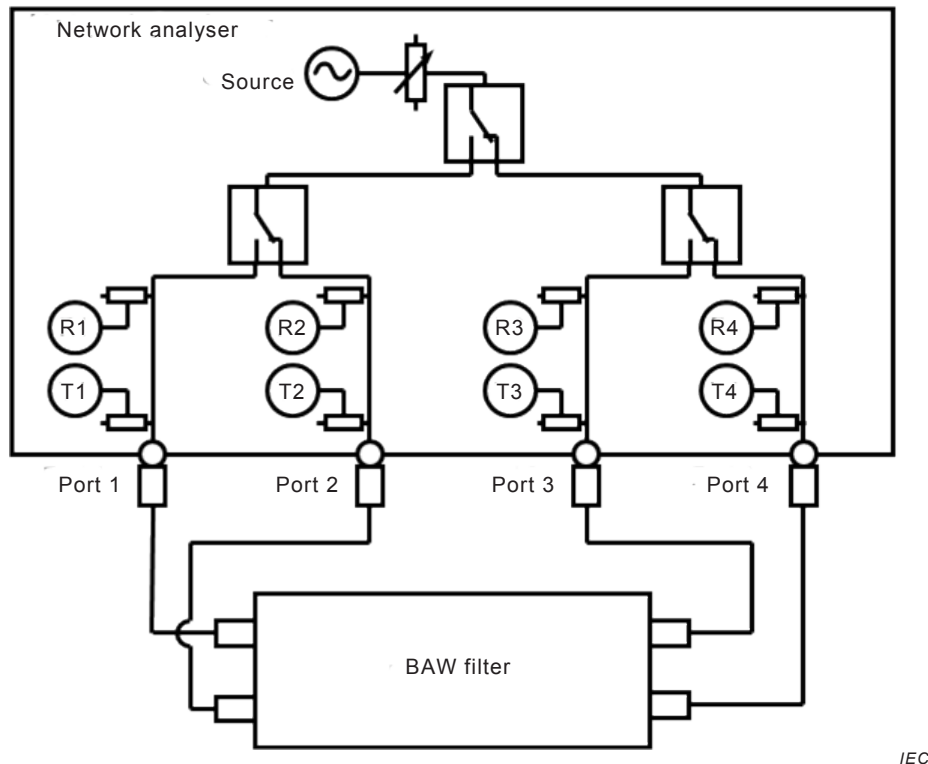 Network analyser
Source
R1
R2
R3
R4
T1
T2
T3
T4
Port 1
Port 2
Port 3
Port 4
BAW filter
IEC